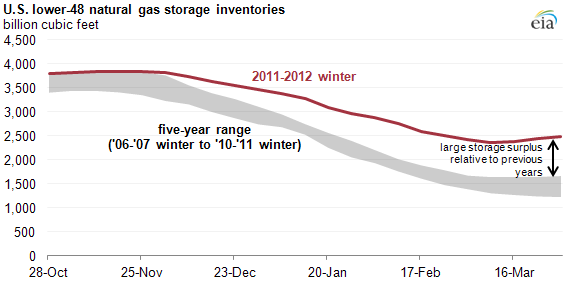 U.S. lower-48 natural gas storage inventories
billion cubic feet
eia
4,500
4,000
3,500
3,000
2,500
2,000
1,500
1,000
500
0
2011-2012 winter
five-year range
('06-'07 winter to '10-'11 winter)
large storage surplus
relative to previous
years
28-Oct 25-Nov 23-Dec 20-Jan 17-Feb 16-Mar